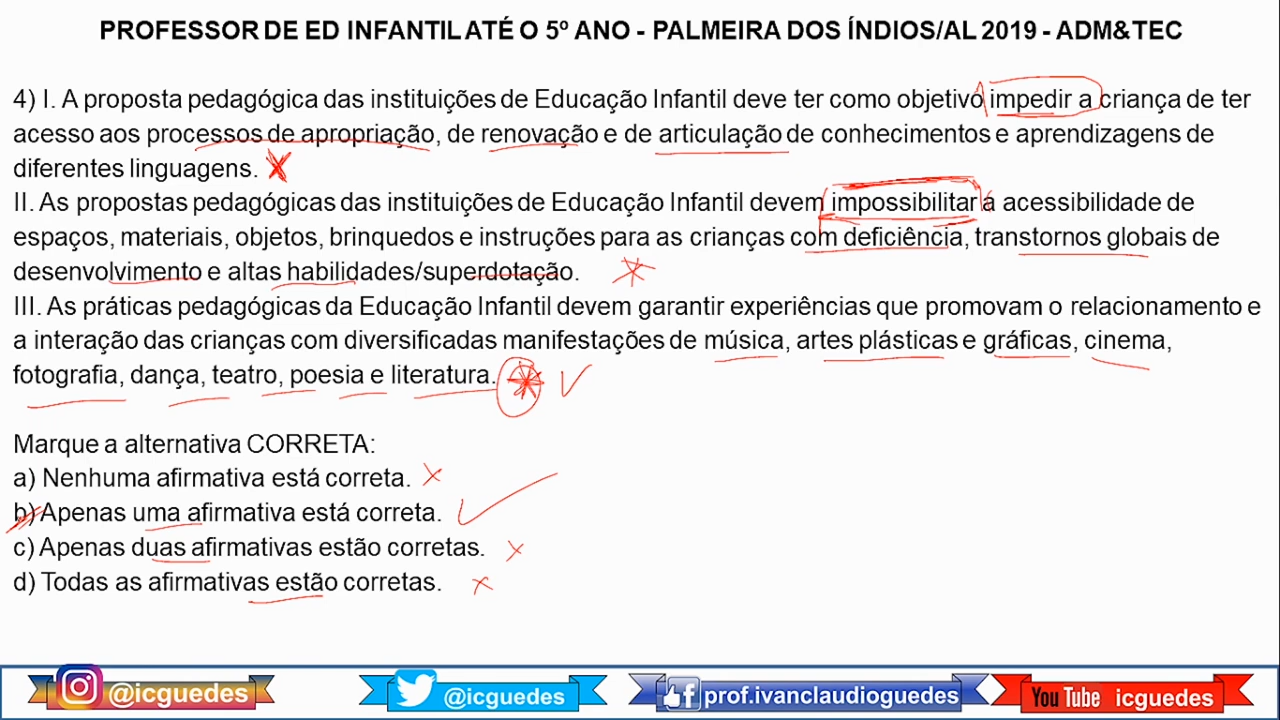 PROFESSOR DE ED INFANTIL ATÉ O 5º ANO - PALMEIRA DOS ÍNDIOS/AL 2019 - ADM&TEC
4) I. A proposta pedagógica das instituições de Educação Infantil deve ter como objetivo impedir a criança de ter
acesso aos processos de apropriação, de renovação e de articulação de conhecimentos e aprendizagens de
diferentes linguagens.
II. As propostas pedagógicas das instituições de Educação Infantil devem impossibilitar a acessibilidade de
espaços, materiais, objetos, brinquedos e instruções para as crianças com deficiência, transtornos globais de
desenvolvimento e altas habilidades/superdotação.
III. As práticas pedagógicas da Educação Infantil devem garantir experiências que promovam o relacionamento e
a interação das crianças com diversificadas manifestações de música, artes plásticas e gráficas, cinema,
fotografia, dança, teatro, poesia e literatura.
Marque a alternativa CORRETA:
a) Nenhuma afirmativa está correta.
b) Apenas uma afirmativa está correta.
c) Apenas duas afirmativas estão corretas.
d) Todas as afirmativas estão corretas.
@icguedes @icguedes prof.ivanclaudioguedes YouTube icguedes